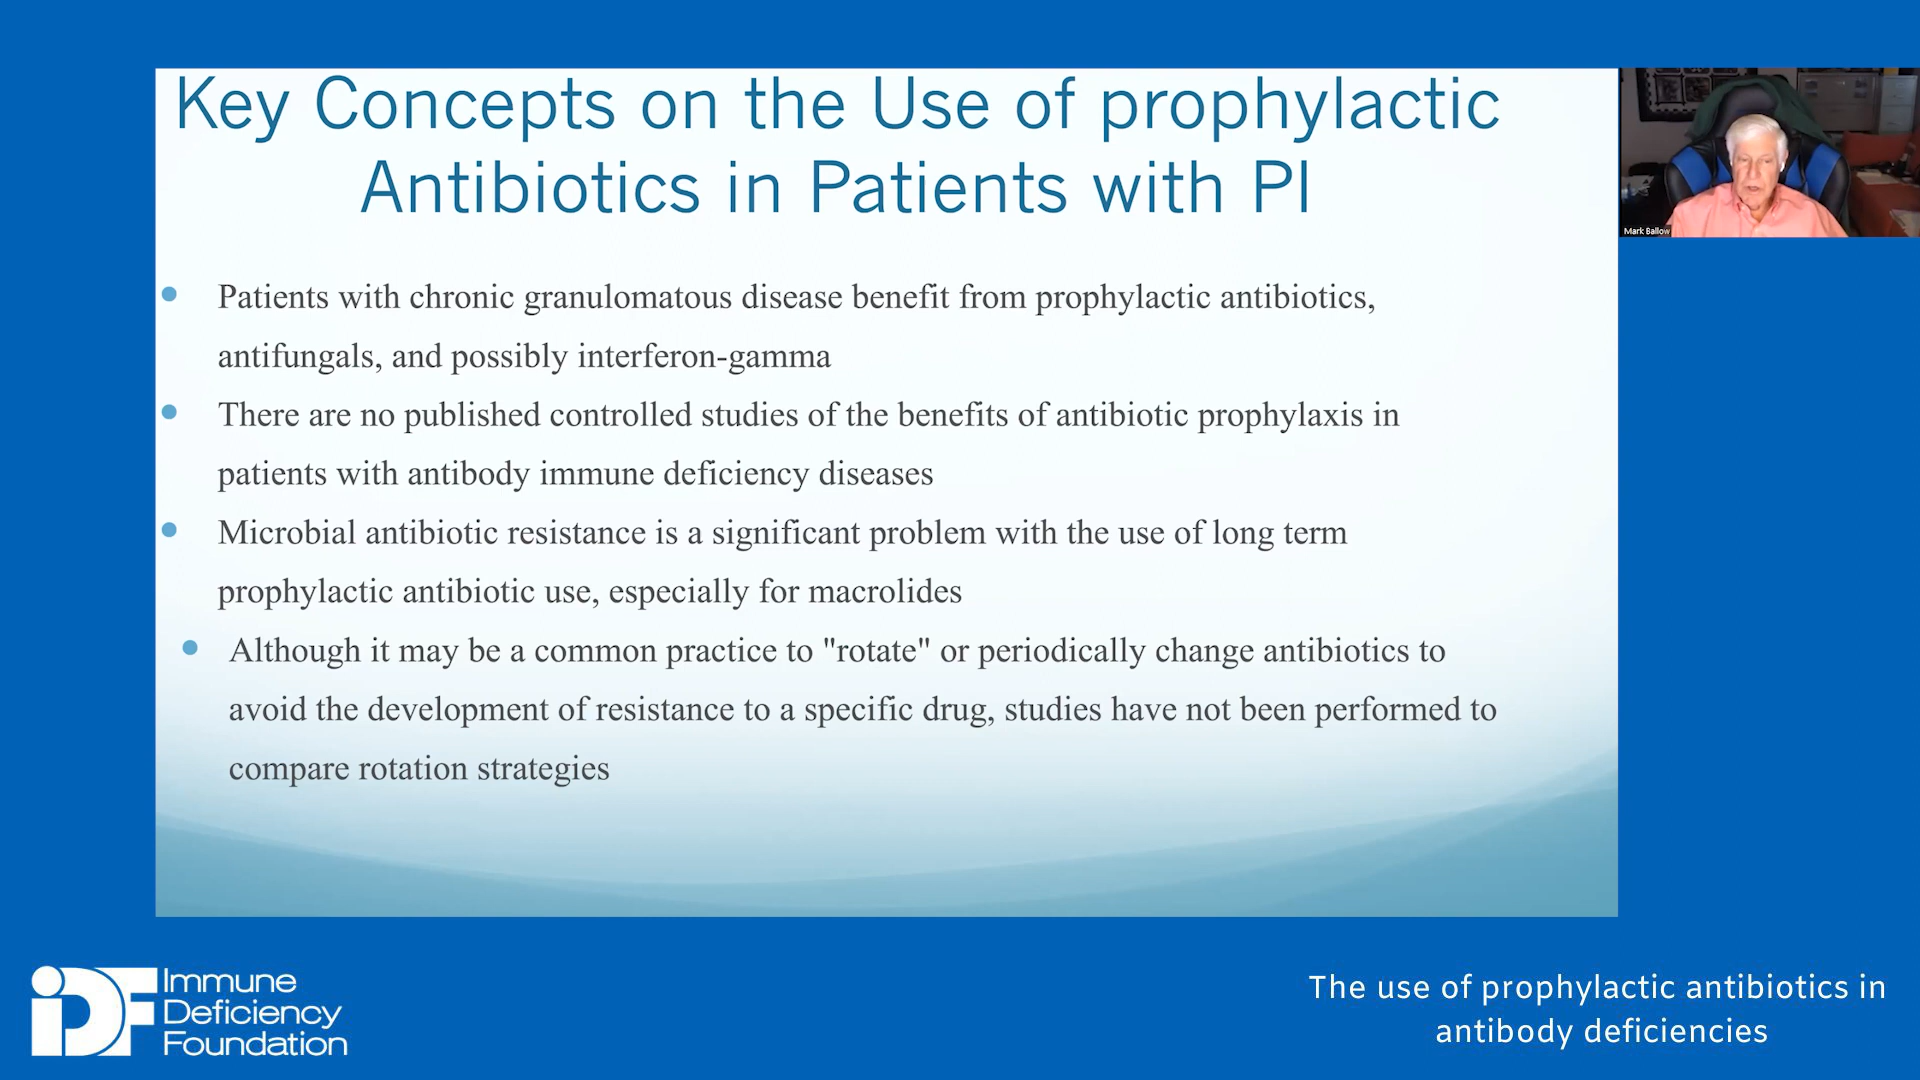 Key Concepts on the Use of prophylactic
Antibiotics in Patients with PI
Patients with chronic granulomatous disease benefit from prophylactic antibiotics,
antifungals, and possibly interferon-gamma
There are no published controlled studies of the benefits of antibiotic prophylaxis in
patients with antibody immune deficiency diseases
Microbial antibiotic resistance is a significant problem with the use of long term
prophylactic antibiotic use, especially for macrolides
Although it may be a common practice to "rotate" or periodically change antibiotics to
avoid the development of resistance to a specific drug, studies have not been performed to
compare rotation strategies
Mark Ballow
IDF Immune
Deficiency
Foundation
The use of prophylactic antibiotics in
antibody deficiencies